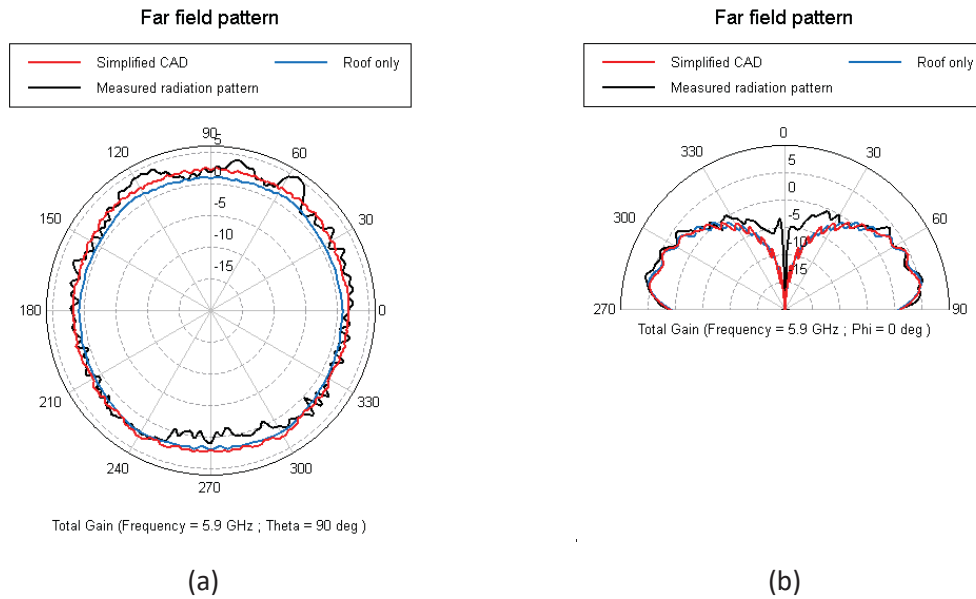 Far field pattern
Simplified CAD
Roof only
Measured radiation pattern
90
120
60
150
30
180
0
210
330
240
300
270
5
0
-5
-10
-15
Total Gain (Frequency = 5.9 GHz ; Theta = 90 deg )
(a)
Far field pattern
Simplified CAD
Roof only
Measured radiation pattern
0
330
30
300
60
270
90
5
0
-5
-10
-15
Total Gain (Frequency = 5.9 GHz ; Phi = 0 deg )
(b)